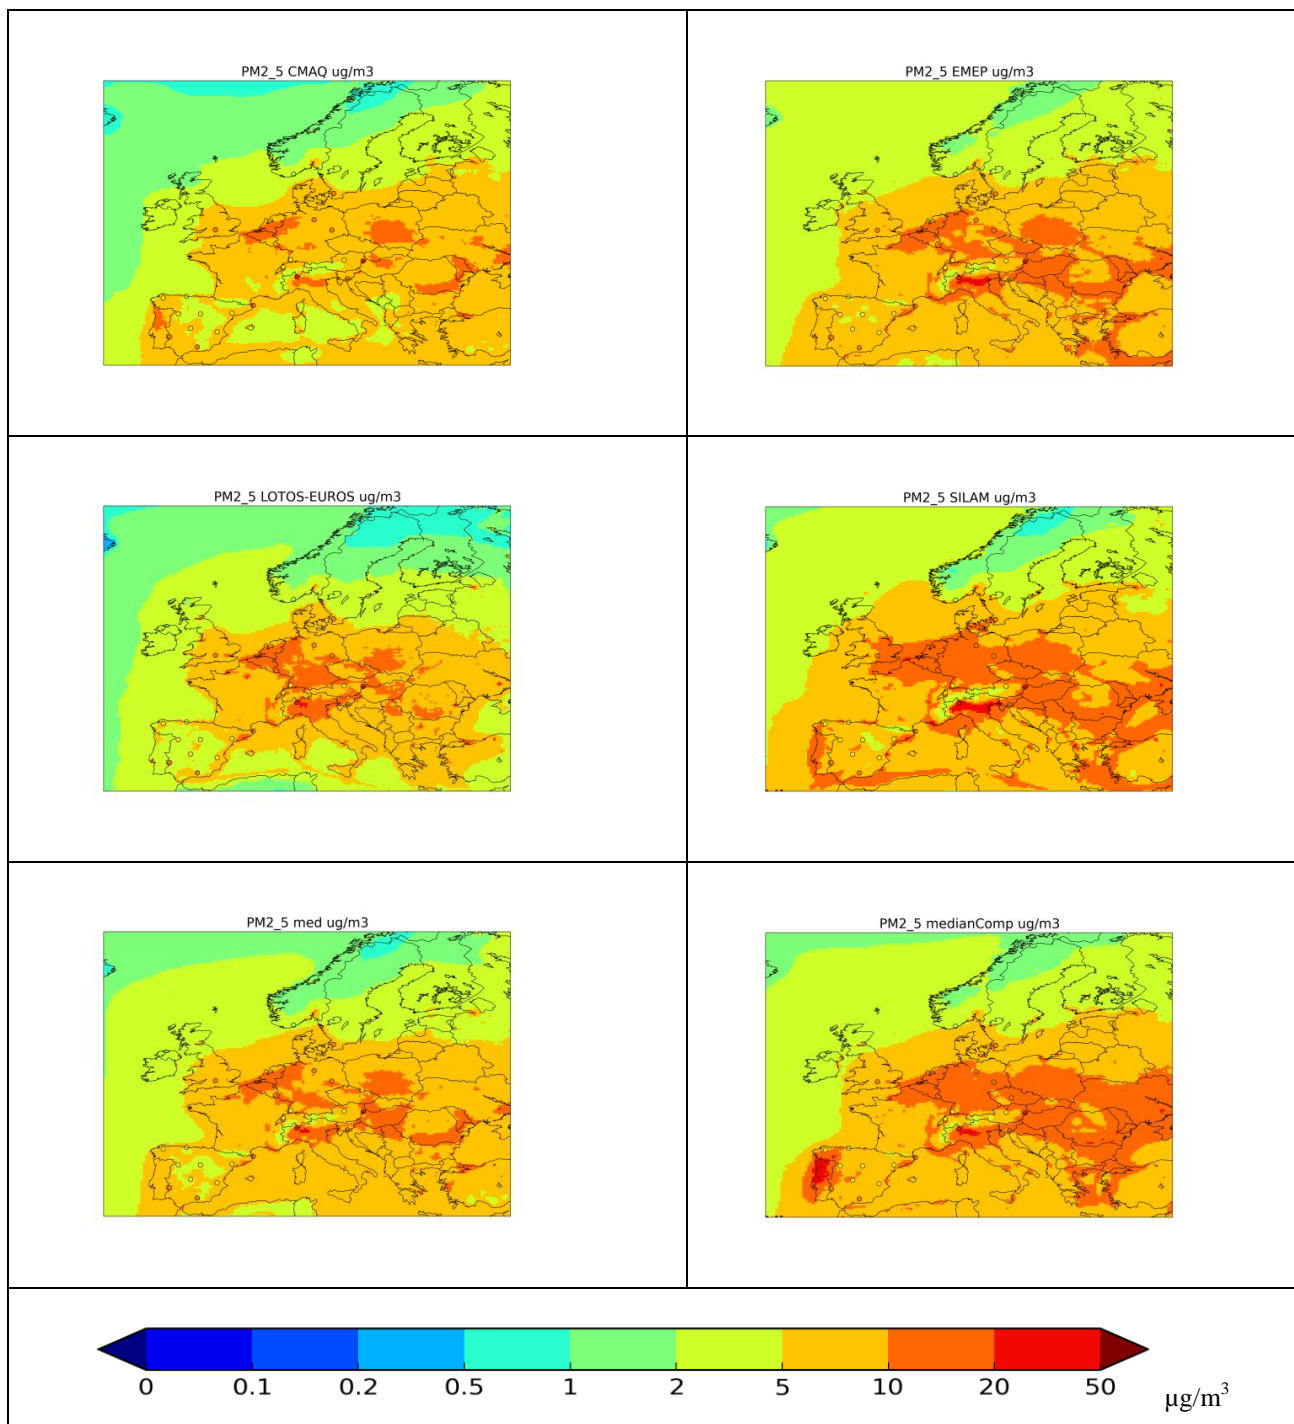 PM2_5 CMAQ ug/m3
PM2_5 EMEP ug/m3
PM2_5 LOTOS-EUROS ug/m3
PM2_5 SILAM ug/m3
PM2_5 med ug/m3
PM2_5 medianComp ug/m3
0 0.1 0.2 0.5 1 2 5 10 20 50
µg/m³